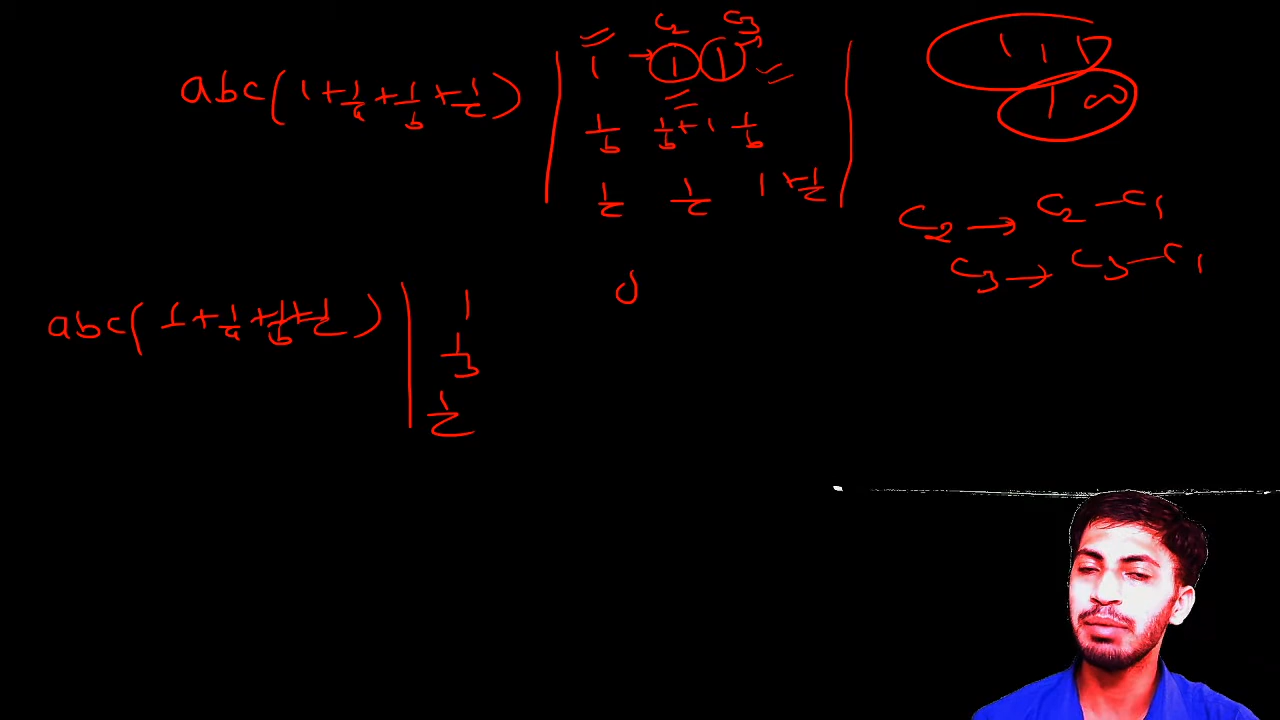 C2 C3
abc(1+1/a+1/b+1/c) | 1 → 1 1 |
1/b 1/b+1 1/b
1/c 1/c 1+1/c
1 1 1
1 ∞
C2 → C2 - C1
C3 → C3 - C1
abc(1+1/a+1/b+1/c) | 1 0
1/3
1/c